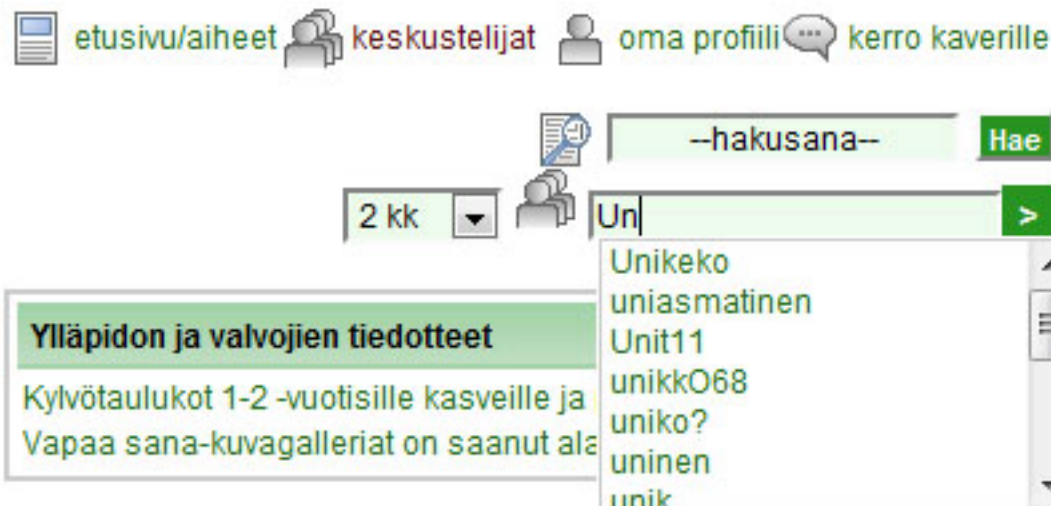 etusivu/aiheet keskustelijat oma profiili kerro kaverille
--hakusana-- Hae
2 kk Un >
Unikeko
uniasmatinen
Unit11
unikkO68
uniko?
uninen
unik
Ylläpidon ja valvojien tiedotteet
Kylvötaulukot 1-2 -vuotisille kasveille ja
Vapaa sana-kuvagalleriat on saanut ala